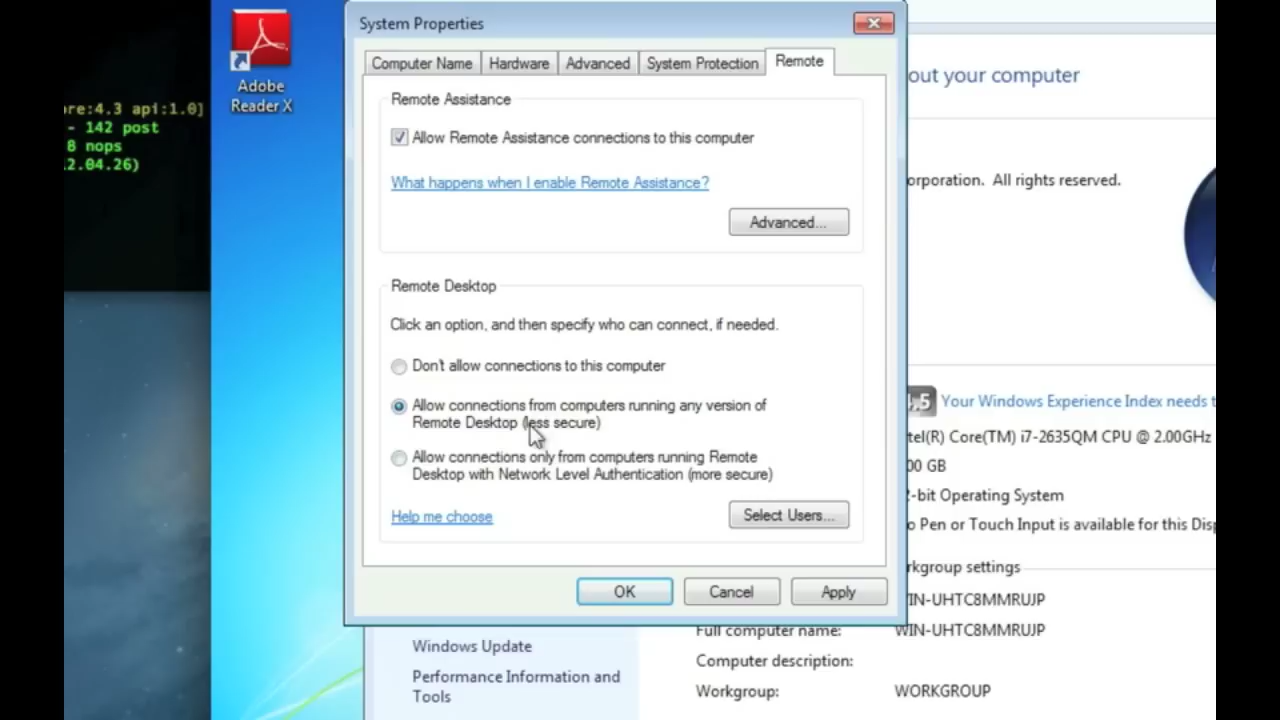 Adobe
Reader X
re:4.3 api:1.0]
- 142 post
8 nops
2.04.26)
System Properties
Computer Name
Hardware
Advanced
System Protection
Remote
Remote Assistance
Allow Remote Assistance connections to this computer
What happens when I enable Remote Assistance?
Advanced...
Remote Desktop
Click an option, and then specify who can connect, if needed.
Don't allow connections to this computer
Allow connections from computers running any version of
Remote Desktop (less secure)
Allow connections only from computers running Remote
Desktop with Network Level Authentication (more secure)
Help me choose
Select Users...
OK
Cancel
Apply
out your computer
orporation. All rights reserved.
.5
Your Windows Experience Index needs t
tel(R) Core(TM) i7-2635QM CPU @ 2.00GHz
00 GB
-bit Operating System
o Pen or Touch Input is available for this Disp
rkgroup settings
WIN-UHTC8MMRUJP
Full computer name:
WIN-UHTC8MMRUJP
Computer description:
Workgroup:
WORKGROUP
Windows Update
Performance Information and
Tools